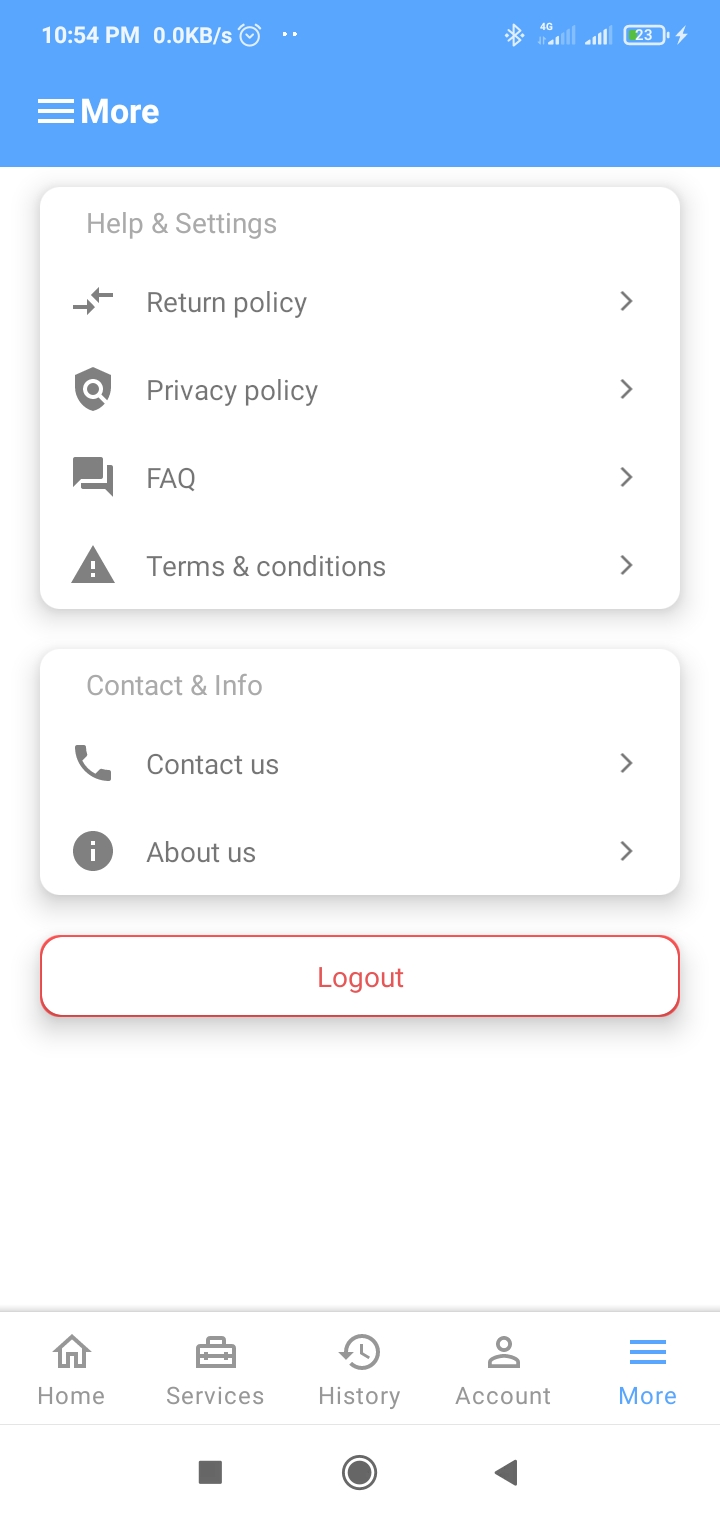 10:54 PM 0.0KB/s 4G 23
More
Help & Settings
Return policy
Privacy policy
FAQ
Terms & conditions
Contact & Info
Contact us
About us
Logout
Home Services History Account More